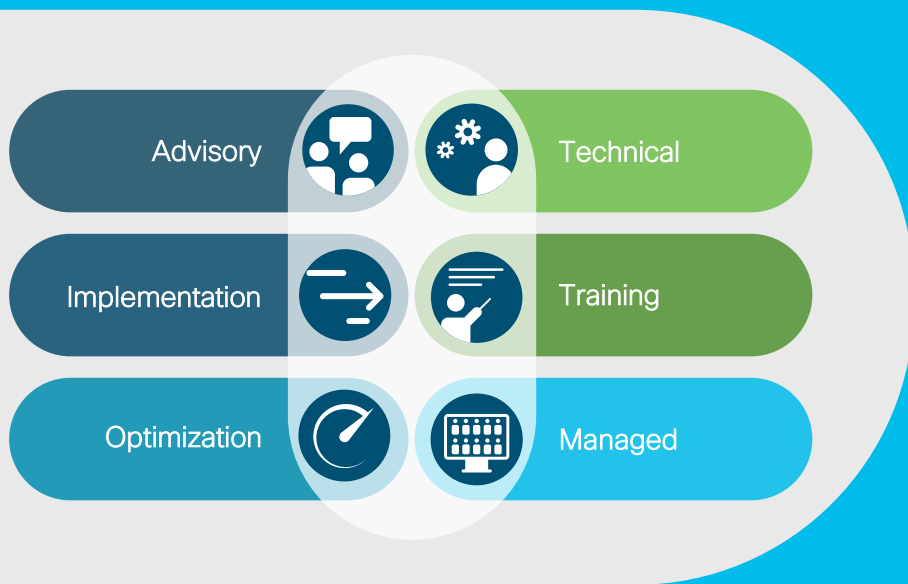 Advisory
Technical
Implementation
Training
Optimization
Managed